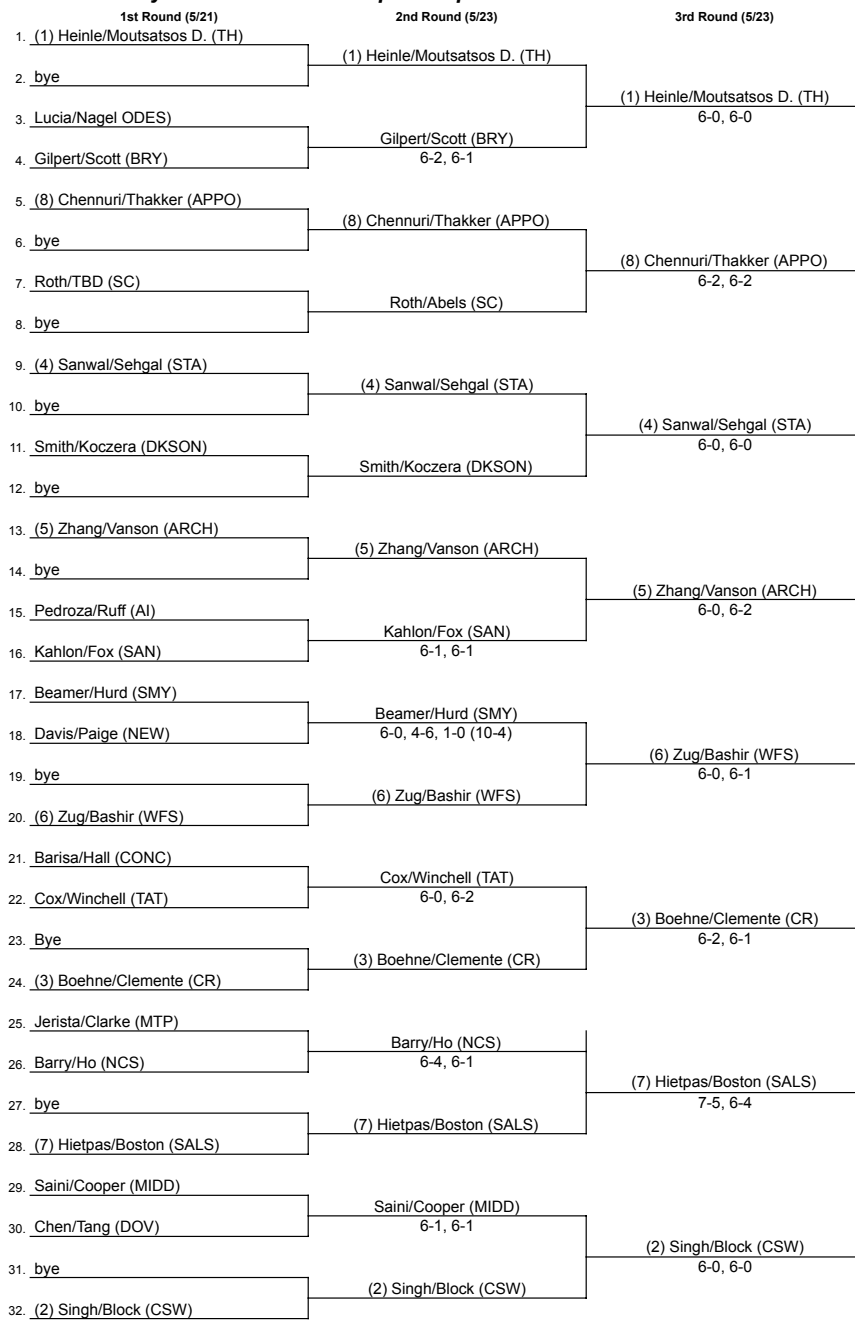 1st Round (5/21)
2nd Round (5/23)
3rd Round (5/23)
1. (1) Heinle/Moutsatsos D. (TH)
2. bye
3. Lucia/Nagel ODES)
4. Gilpert/Scott (BRY)
5. (8) Chennuri/Thakker (APPO)
6. bye
7. Roth/TBD (SC)
8. bye
9. (4) Sanwal/Sehgal (STA)
10. bye
11. Smith/Koczera (DKSON)
12. bye
13. (5) Zhang/Vanson (ARCH)
14. bye
15. Pedroza/Ruff (AI)
16. Kahlon/Fox (SAN)
17. Beamer/Hurd (SMY)
18. Davis/Paige (NEW)
19. bye
20. (6) Zug/Bashir (WFS)
21. Barisa/Hall (CONC)
22. Cox/Winchell (TAT)
23. Bye
24. (3) Boehne/Clemente (CR)
25. Jerista/Clarke (MTP)
26. Barry/Ho (NCS)
27. bye
28. (7) Hietpas/Boston (SALS)
29. Saini/Cooper (MIDD)
30. Chen/Tang (DOV)
31. bye
32. (2) Singh/Block (CSW)
(1) Heinle/Moutsatsos D. (TH)
Gilpert/Scott (BRY)
6-2, 6-1
(8) Chennuri/Thakker (APPO)
Roth/Abels (SC)
(4) Sanwal/Sehgal (STA)
Smith/Koczera (DKSON)
(5) Zhang/Vanson (ARCH)
Kahlon/Fox (SAN)
6-1, 6-1
Beamer/Hurd (SMY)
6-0, 4-6, 1-0 (10-4)
(6) Zug/Bashir (WFS)
Cox/Winchell (TAT)
6-0, 6-2
(3) Boehne/Clemente (CR)
Barry/Ho (NCS)
6-4, 6-1
(7) Hietpas/Boston (SALS)
Saini/Cooper (MIDD)
6-1, 6-1
(2) Singh/Block (CSW)
(1) Heinle/Moutsatsos D. (TH)
6-0, 6-0
(8) Chennuri/Thakker (APPO)
6-2, 6-2
(4) Sanwal/Sehgal (STA)
6-0, 6-0
(5) Zhang/Vanson (ARCH)
6-0, 6-2
(6) Zug/Bashir (WFS)
6-0, 6-1
(3) Boehne/Clemente (CR)
6-2, 6-1
(7) Hietpas/Boston (SALS)
7-5, 6-4
(2) Singh/Block (CSW)
6-0, 6-0